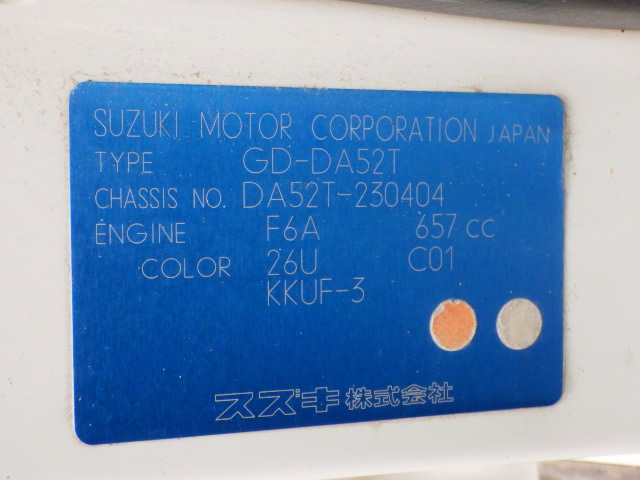 SUZUKI MOTOR CORPORATION JAPAN
TYPE GD-DA52T
CHASSIS NO. DA52T-230404
ENGINE F6A 657 cc
COLOR 26U C01
KKUF-3
スズキ株式会社